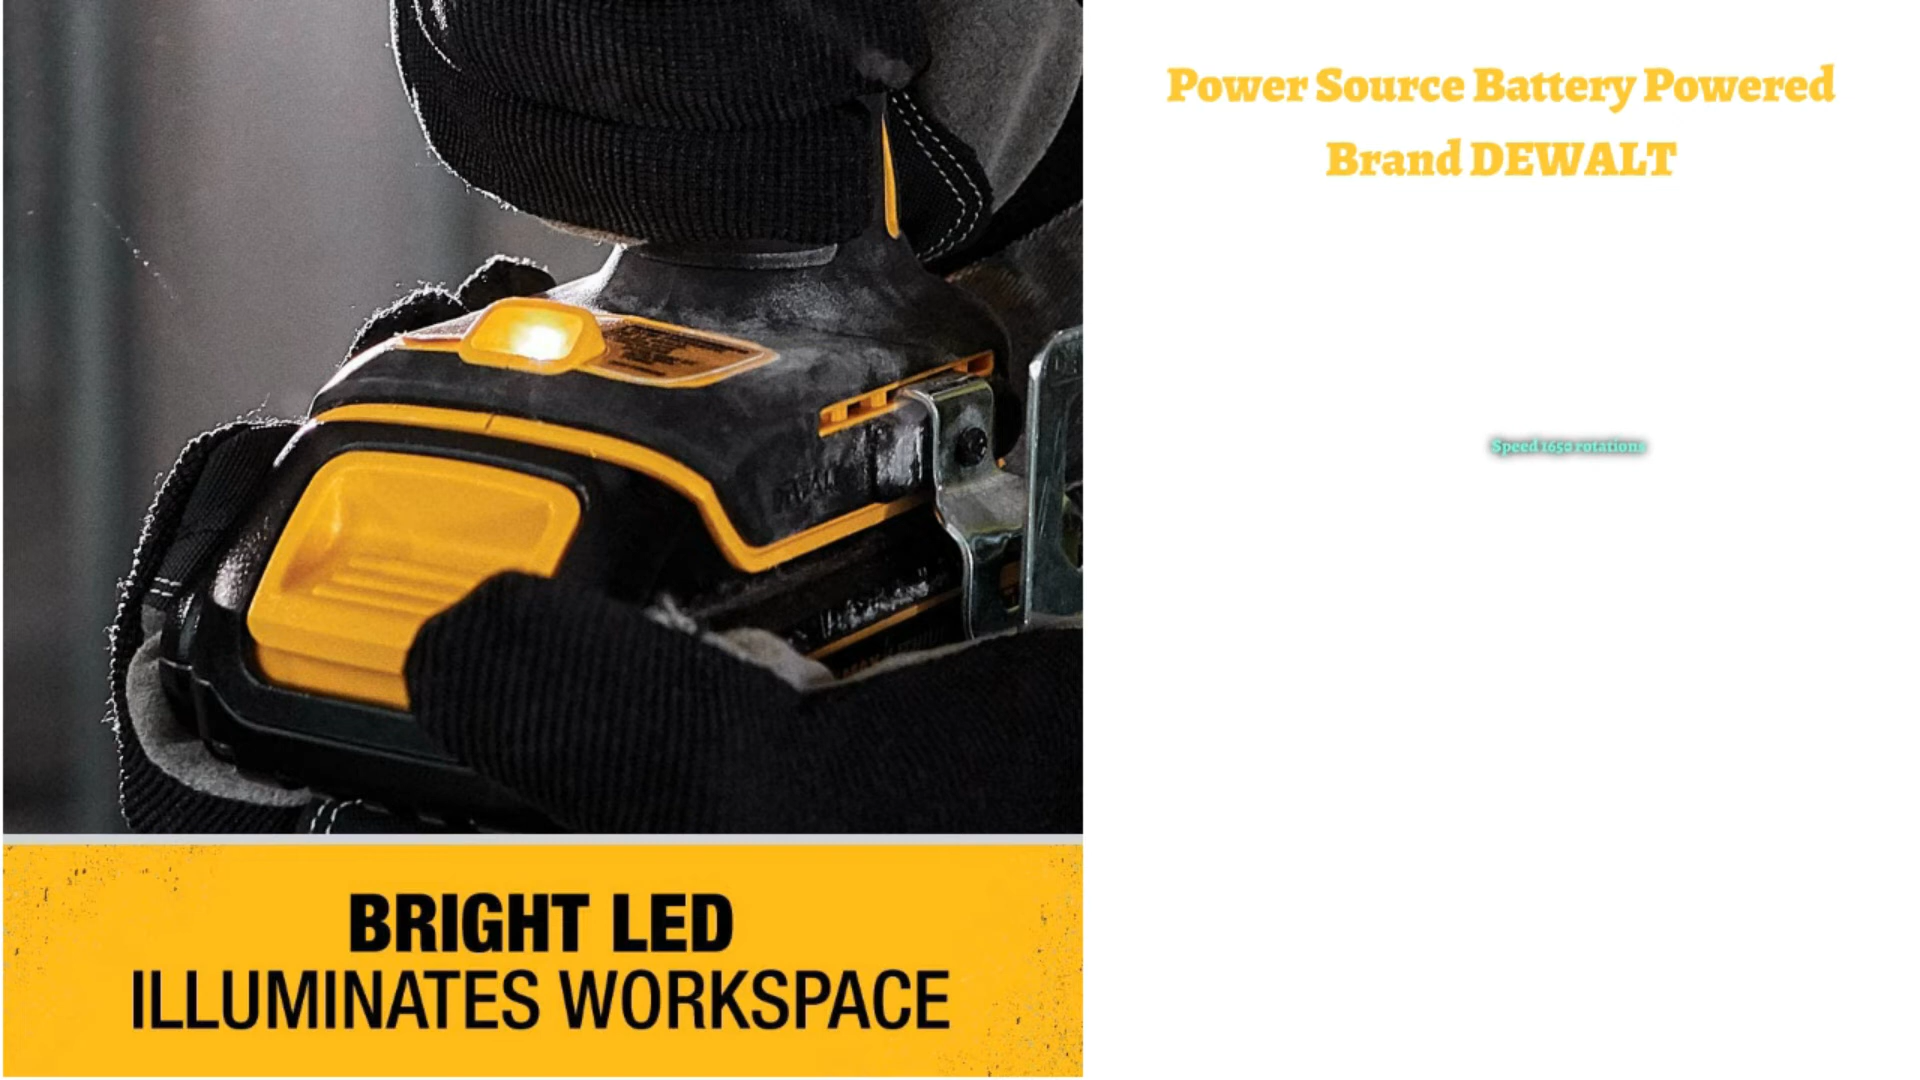 Power Source Battery Powered
Brand DEWALT
Speed 1650 rotations
BRIGHT LED
ILLUMINATES WORKSPACE